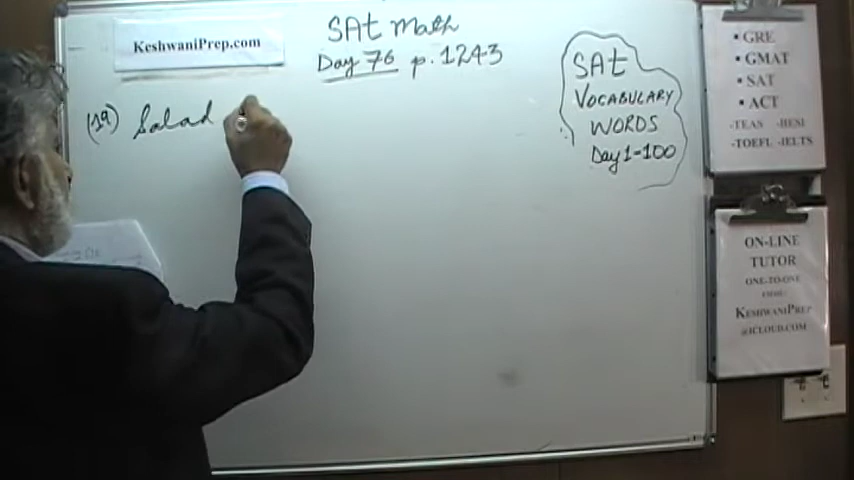 KeshwaniPrep.com
SAt Math
Day 76 p. 1243
(19) Salad
SAt
VOCABULARY
WORDS
Day 1-100
• GRE
• GMAT
• SAT
• ACT
-TEAS -HESI
-TOEFL -IELTS
ON-LINE
TUTOR
ONE-TO-ONE
KESHWANIPREP
@ICLOUD.COM